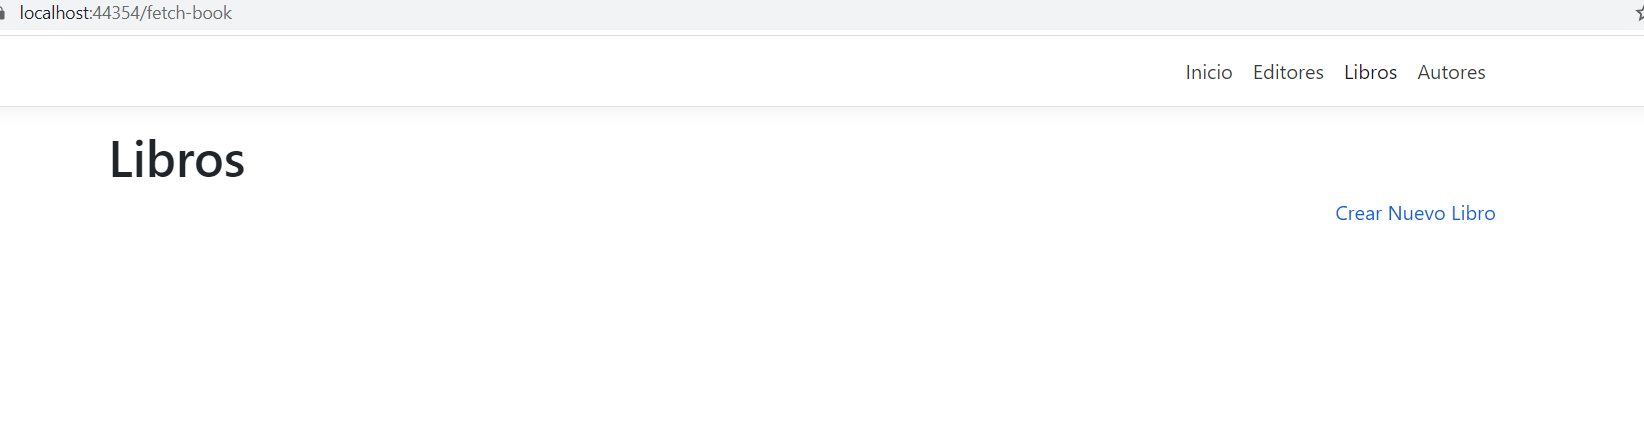 localhost:44354/fetch-book
Inicio Editores Libros Autores
Libros
Crear Nuevo Libro